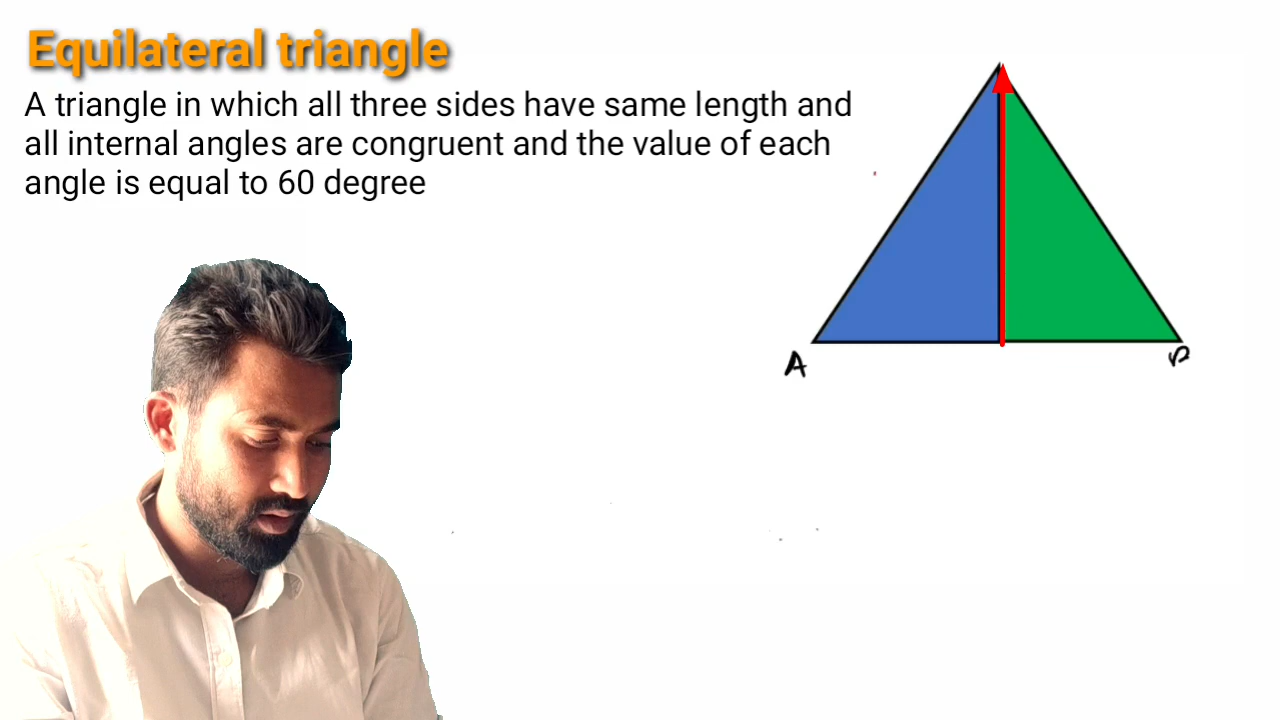 Equilateral triangle
A triangle in which all three sides have same length and
all internal angles are congruent and the value of each
angle is equal to 60 degree
A